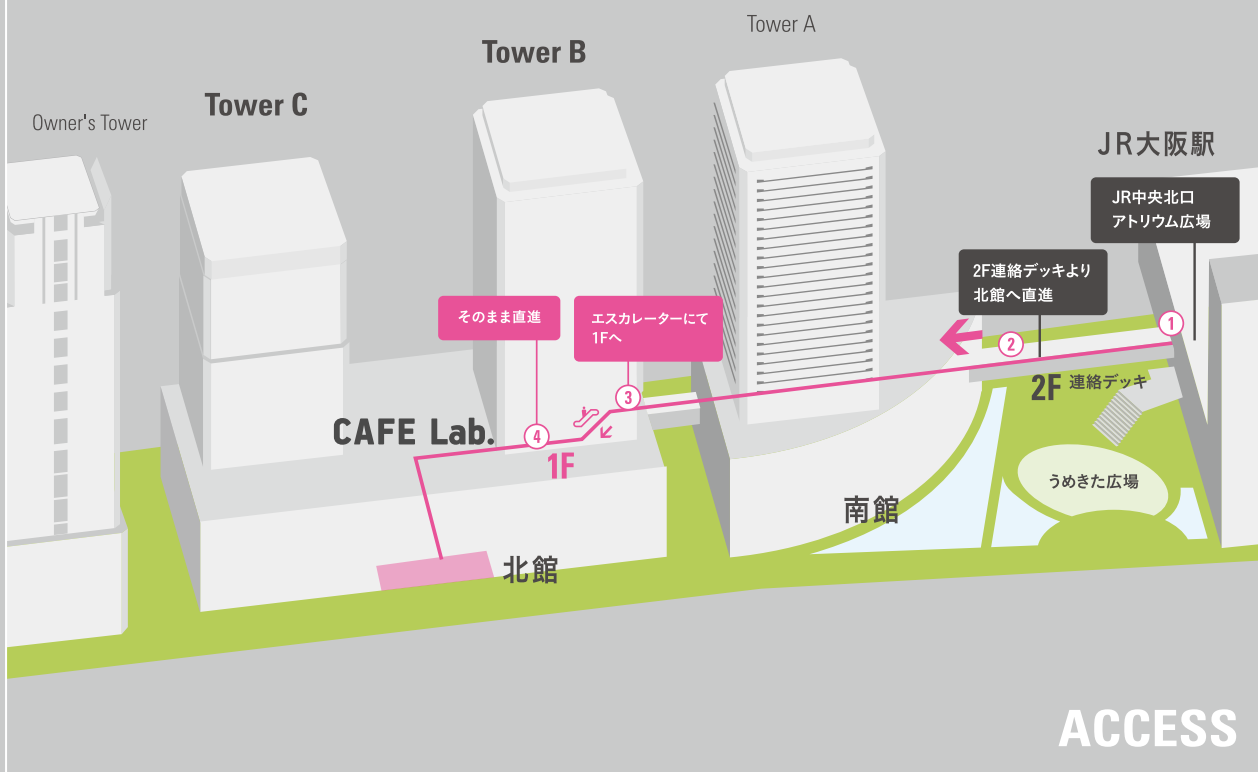 Tower A
Tower B
Tower C
Owner's Tower
JR大阪駅
JR中央北口
アトリウム広場
2F連絡デッキより
北館へ直進
そのまま直進
エスカレーターにて
1Fへ
1
2
3
4
2F 連絡デッキ
CAFE Lab.
1F
うめきた広場
南館
北館
ACCESS